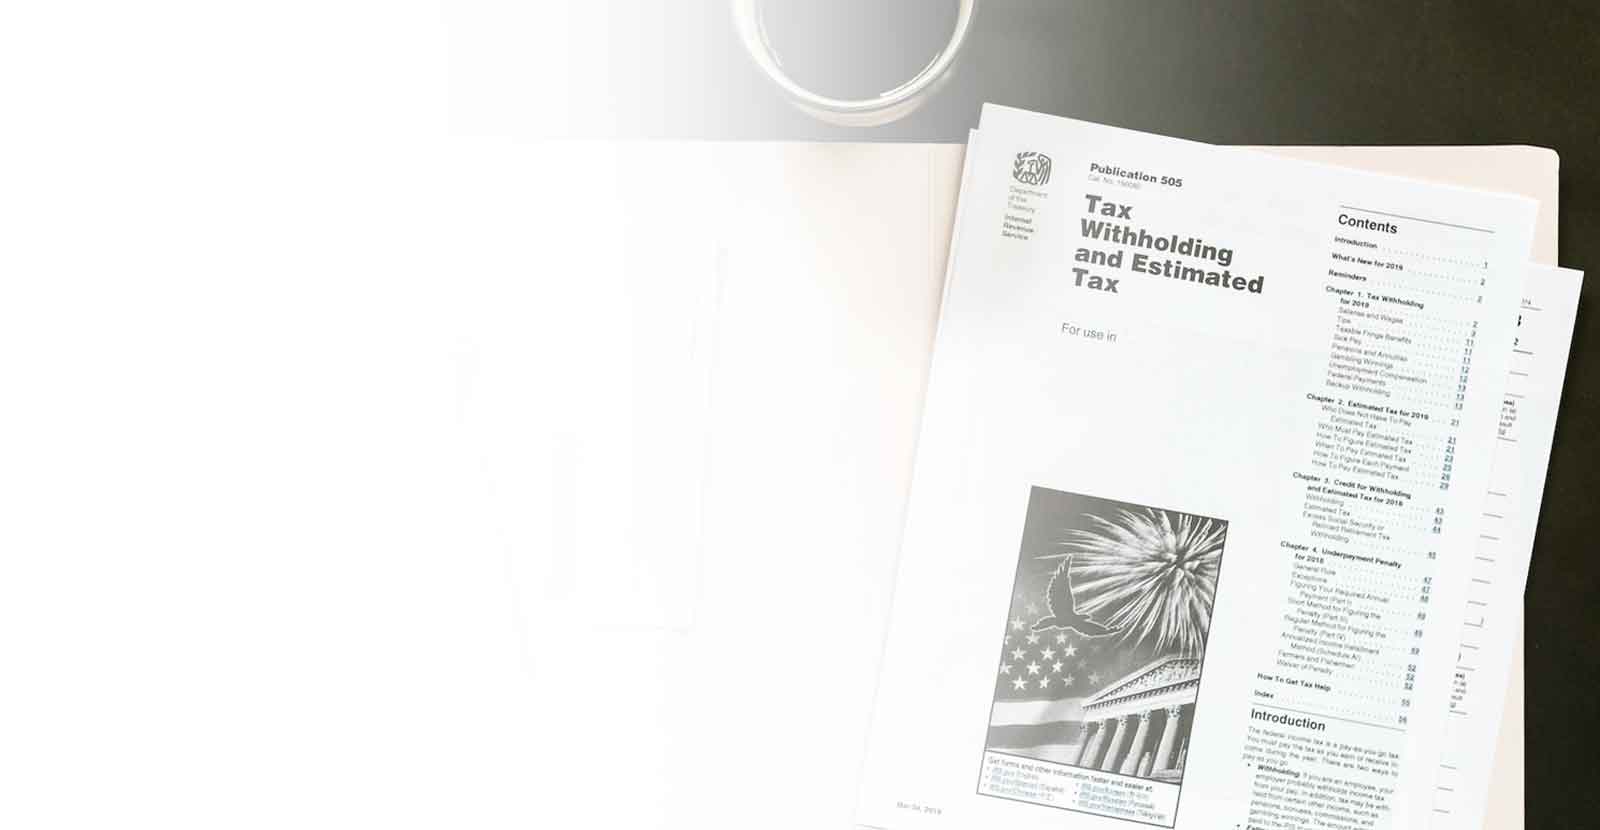 Publication 505
Cat. No. 15008E
Department
of the
Treasury
Internal
Revenue
Service
Tax
Withholding
and Estimated
Tax
For use in
Contents
Introduction 1
What's New for 2019 2
Reminders 2
Chapter 1. Tax Withholding
for 2019 2
Salaries and Wages
Tips 11
Taxable Fringe Benefits 11
Sick Pay 11
Pensions and Annuities 12
Gambling Winnings 12
Unemployment Compensation 13
Federal Payments 13
Backup Withholding 13
Chapter 2. Estimated Tax for 2019 21
Who Does Not Have To Pay
Estimated Tax 21
Who Must Pay Estimated Tax 21
How To Figure Estimated Tax 23
When To Pay Estimated Tax 25
How To Figure Each Payment 26
How To Pay Estimated Tax 29
Chapter 3. Credit for Withholding
and Estimated Tax for 2018 43
Withholding 43
Estimated Tax 44
Excess Social Security or
Railroad Retirement Tax
Withholding 45
Chapter 4. Underpayment Penalty
for 2018 47
General Rule 47
Exceptions 48
Figuring Your Required Annual
Payment (Part I)
Short Method for Figuring the
Penalty (Part III)
Regular Method for Figuring the
Penalty (Part IV)
Annualized Income Installment
Method (Schedule AI) 52
Farmers and Fishermen 52
Waiver of Penalty 52
How To Get Tax Help 55
Index 56
Introduction
The federal income tax is a pay-as-you-go tax.
You must pay the tax as you earn or receive in-
come during the year. There are two ways to
pay as you go.
• Withholding. If you are an employee, your
employer probably withholds income tax
from your pay. In addition, tax may be with-
held from certain other income, such as
pensions, bonuses, commissions, and
gambling winnings. The amount
paid to the IRS
Get forms and other information faster and easier at:
• IRS.gov (English)
• IRS.gov/Spanish (Español)
• IRS.gov/Chinese (中文)
• IRS.gov/Korean (한국어)
• IRS.gov/Russian (Русский)
• IRS.gov/Vietnamese (TiếngViệt)
Mar 04, 2019